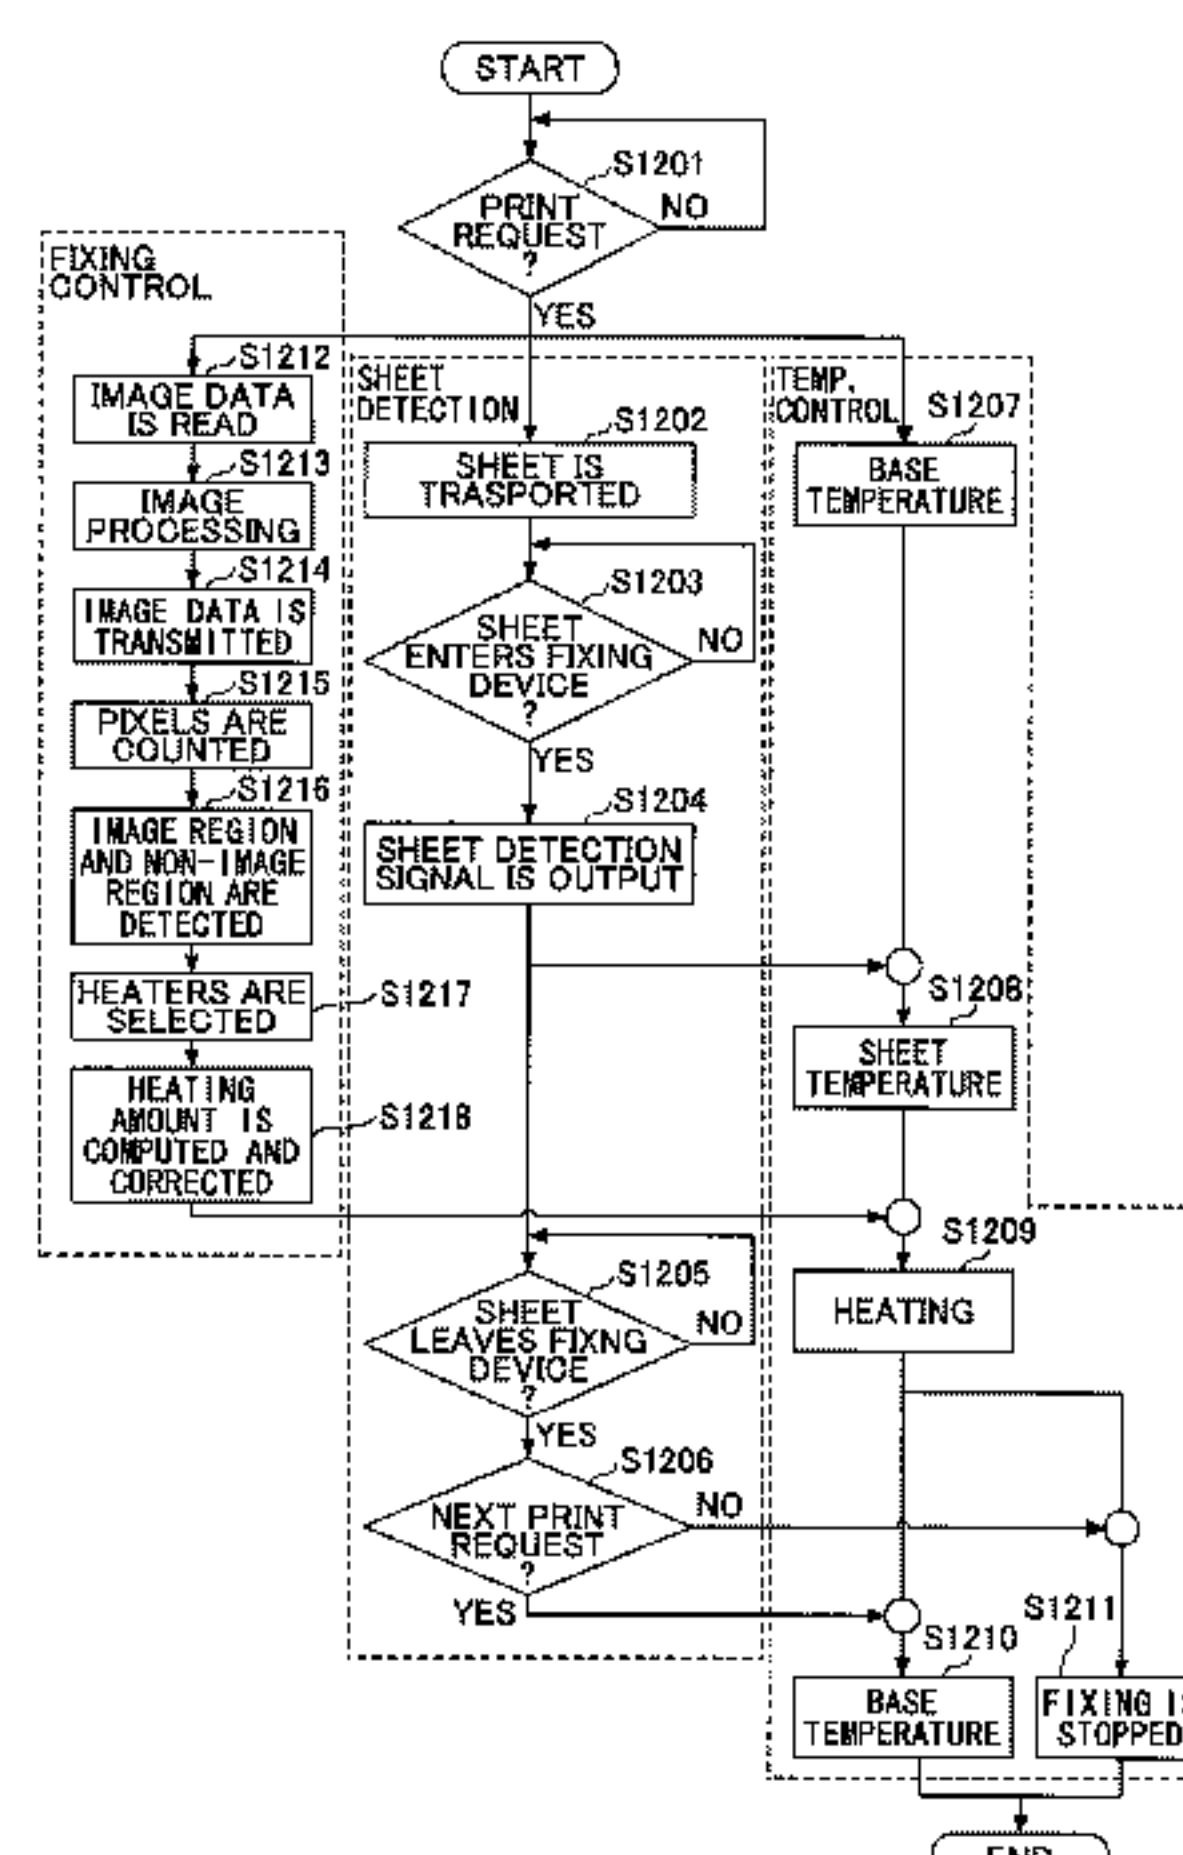 START
S1201
PRINT
REQUEST
?
NO
YES
FIXING
CONTROL
S1212
IMAGE DATA
IS READ
S1213
IMAGE
PROCESSING
S1214
IMAGE DATA IS
TRANSMITTED
S1215
PIXELS ARE
COUNTED
S1216
IMAGE REGION
AND NON-IMAGE
REGION ARE
DETECTED
S1217
HEATERS ARE
SELECTED
S1218
HEATING
AMOUNT IS
COMPUTED AND
CORRECTED
SHEET
DETECTION
S1202
SHEET IS
TRASPORTED
S1203
SHEET
ENTERS FIXING
DEVICE
?
NO
YES
S1204
SHEET DETECTION
SIGNAL IS OUTPUT
S1205
SHEET
LEAVES FIXNG
DEVICE
?
NO
YES
S1206
NEXT PRINT
REQUEST
?
NO
YES
TEMP.
CONTROL
S1207
BASE
TEMPERATURE
S1208
SHEET
TEMPERATURE
S1209
HEATING
S1210
BASE
TEMPERATURE
S1211
FIXING
STOPPED
END